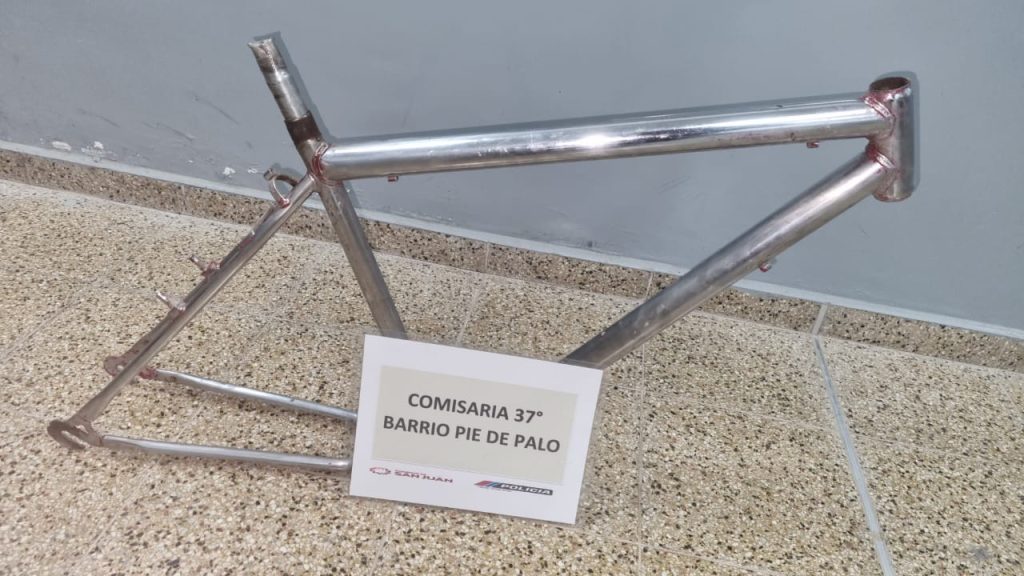 COMISARIA 37°
BARRIO PIE DE PALO
SAN JUAN
POLICIA